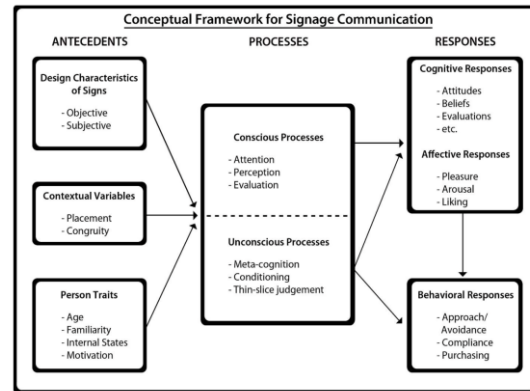 Conceptual Framework for Signage Communication
ANTECEDENTS
PROCESSES
RESPONSES
Design Characteristics
of Signs
- Objective
- Subjective
Contextual Variables
- Placement
- Congruity
Person Traits
- Age
- Familiarity
- Internal States
- Motivation
Conscious Processes
- Attention
- Perception
- Evaluation
Unconscious Processes
- Meta-cognition
- Conditioning
- Thin-slice judgement
Cognitive Responses
- Attitudes
- Beliefs
- Evaluations
- etc.
Affective Responses
- Pleasure
- Arousal
- Liking
Behavioral Responses
- Approach/
Avoidance
- Compliance
- Purchasing